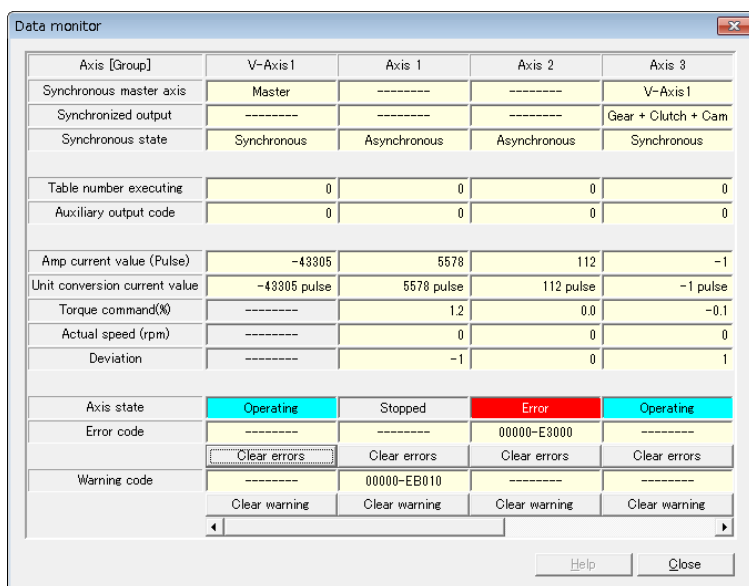 Data monitor
Axis [Group] V-Axis1 Axis 1 Axis 2 Axis 3
Synchronous master axis Master -------- -------- V-Axis1
Synchronized output -------- -------- -------- Gear + Clutch + Cam
Synchronous state Synchronous Asynchronous Asynchronous Synchronous
Table number executing 0 0 0 0
Auxiliary output code 0 0 0 0
Amp current value (Pulse) -43305 5578 112 -1
Unit conversion current value -43305 pulse 5578 pulse 112 pulse -1 pulse
Torque command(%) -------- 1.2 0.0 -0.1
Actual speed (rpm) -------- 0 0 0
Deviation -------- -1 0 1
Axis state Operating Stopped Error Operating
Error code -------- -------- 00000-E3000 --------
Clear errors Clear errors Clear errors Clear errors
Warning code -------- 00000-EB010 -------- --------
Clear warning Clear warning Clear warning Clear warning
Help Close